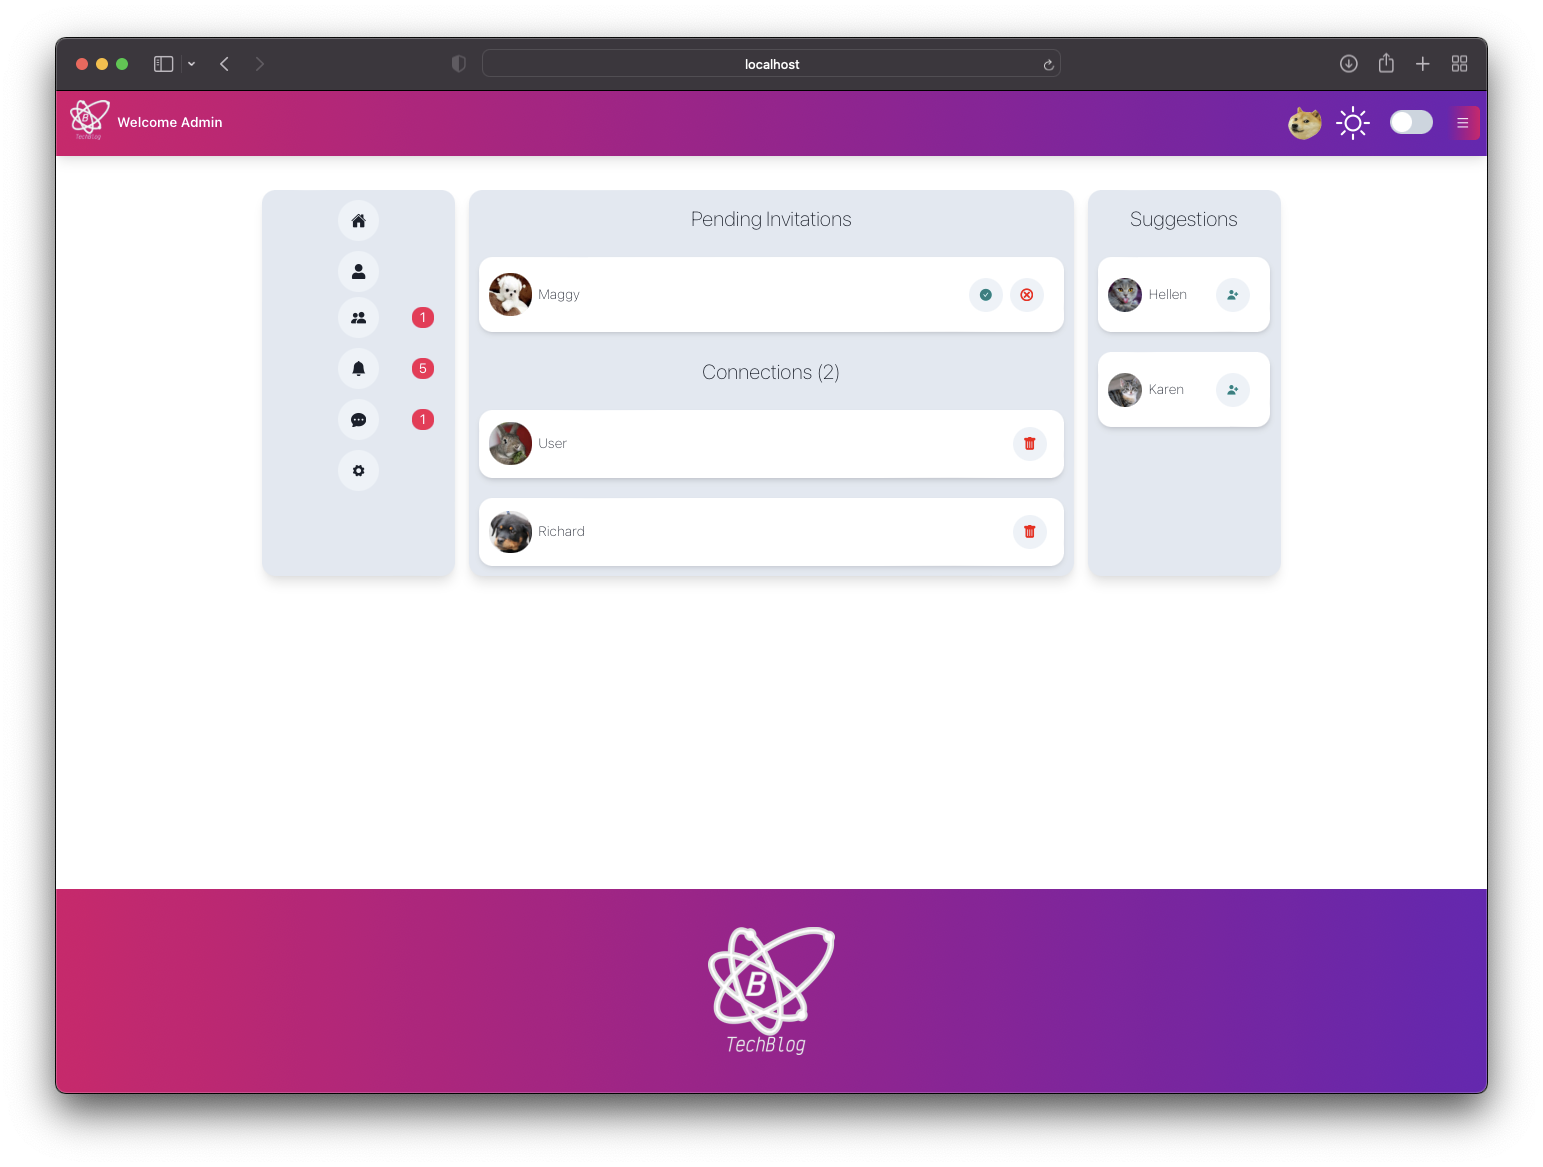 localhost
B
TechBlog
Welcome Admin
1
5
1
Pending Invitations
Maggy
Connections (2)
User
Richard
Suggestions
Hellen
Karen
B
TechBlog